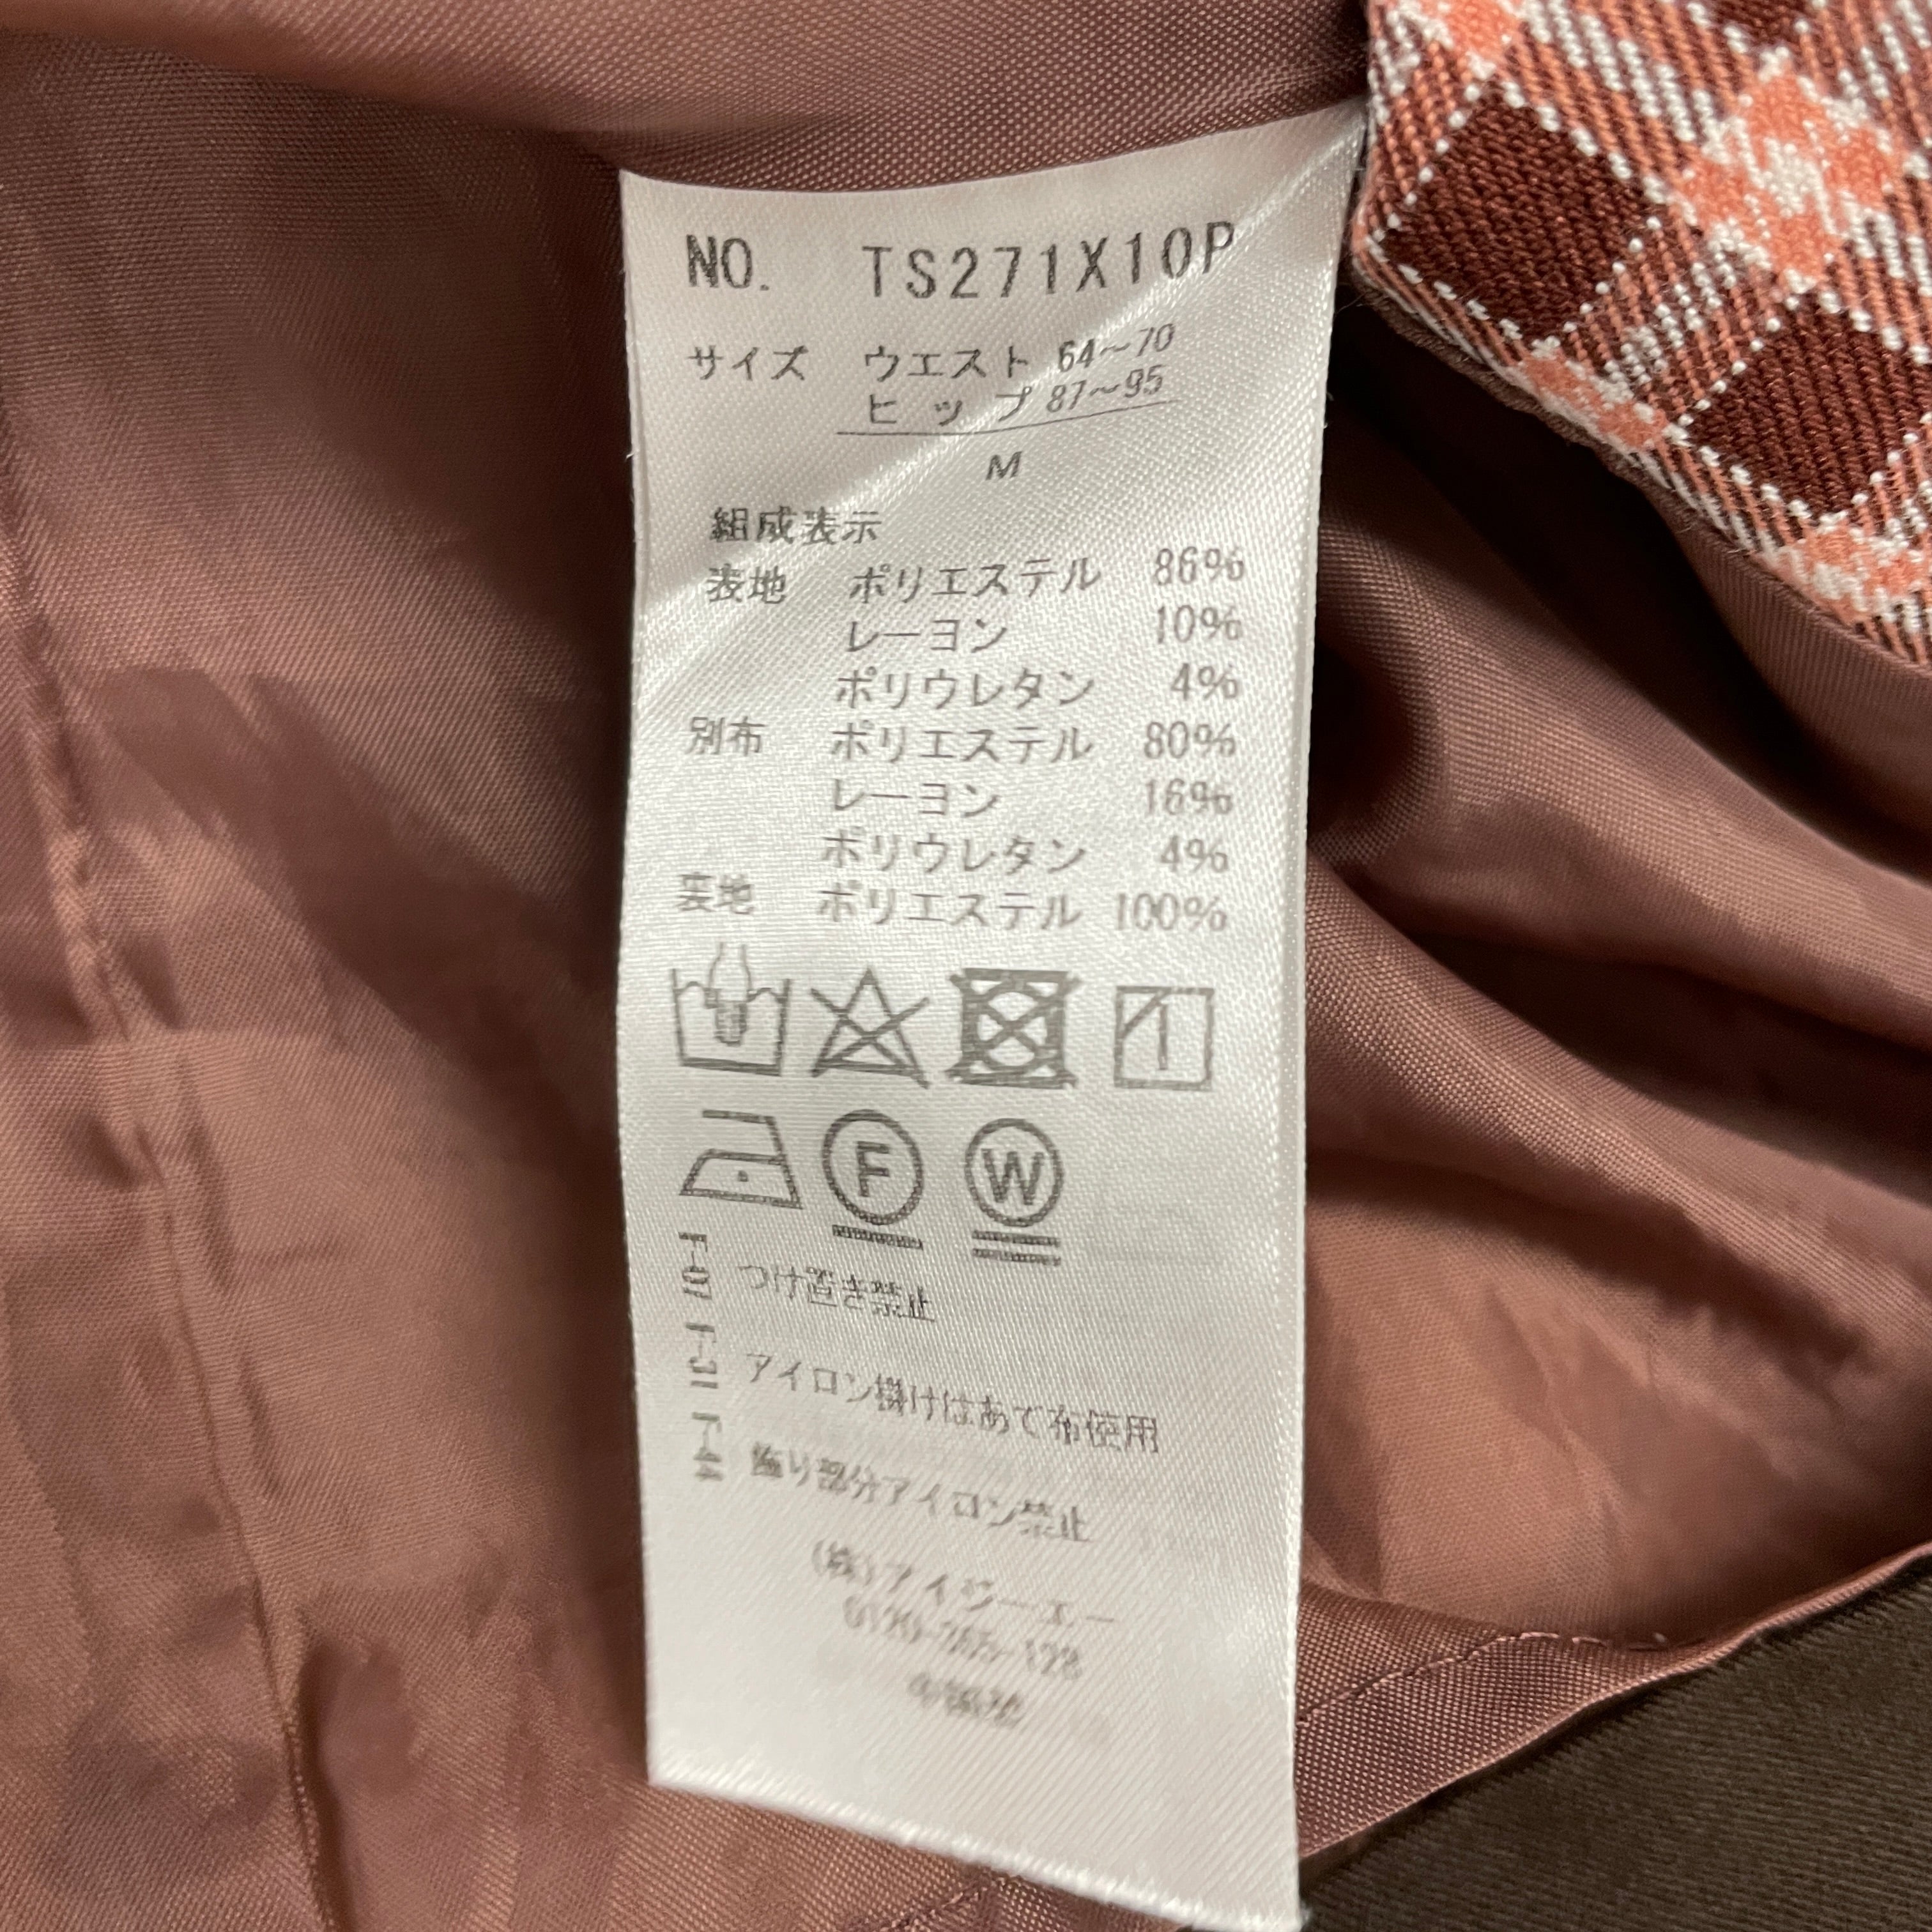 NO. TS271X10P
サイズ ウエスト 64～70
ヒップ 87～95
M
組成表示
表地 ポリエステル 86%
レーヨン 10%
ポリウレタン 4%
別布 ポリエステル 80%
レーヨン 16%
ポリウレタン 4%
裏地 ポリエステル 100%
F W
つけ置き禁止
アイロン掛けはあて布使用
飾り部分アイロン禁止
(株)アイジーエー
中国製